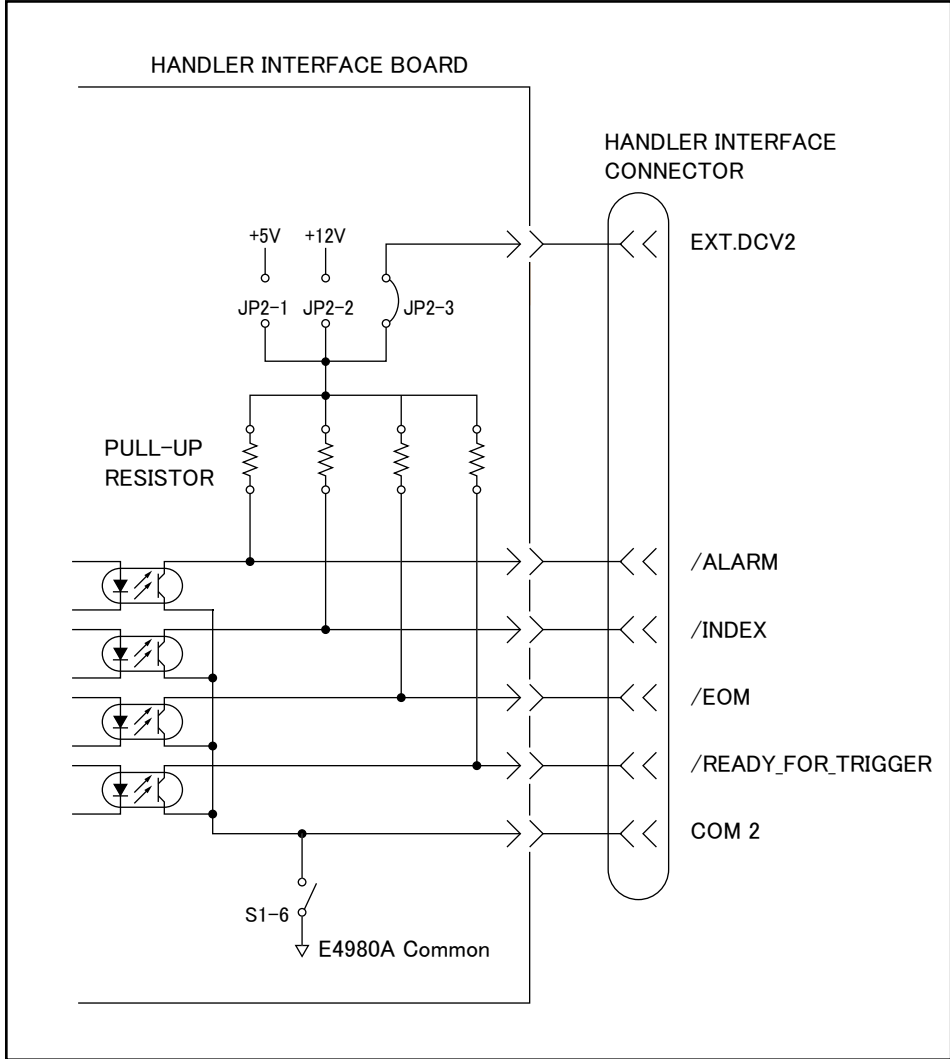 HANDLER INTERFACE BOARD
HANDLER INTERFACE
CONNECTOR
+5V +12V
EXT.DCV2
JP2-1 JP2-2 JP2-3
PULL-UP
RESISTOR
/ALARM
/INDEX
/EOM
/READY_FOR_TRIGGER
COM 2
S1-6
E4980A Common